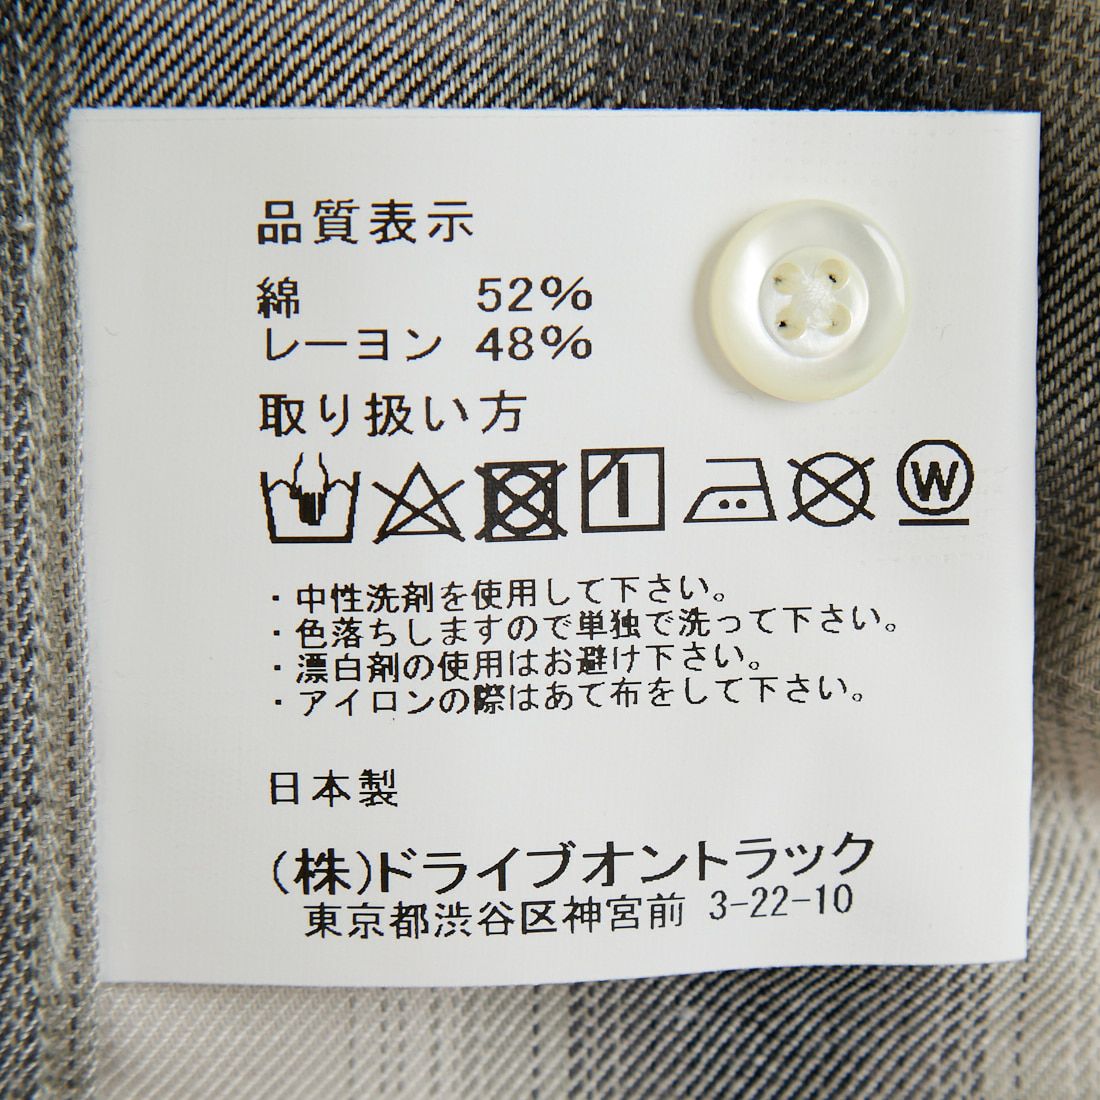 品質表示
綿 52%
レーヨン 48%
取り扱い方
W
・中性洗剤を使用して下さい。
・色落ちしますので単独で洗って下さい。
・漂白剤の使用はお避け下さい。
・アイロンの際はあて布をして下さい。
日本製
(株)ドライブオントラック
東京都渋谷区神宮前 3-22-10